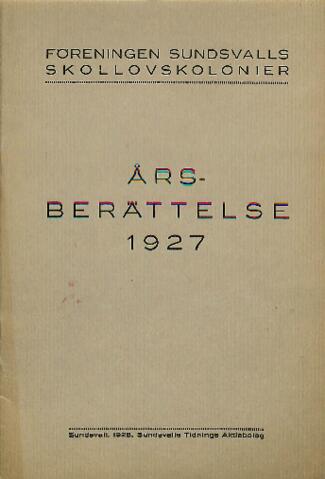 FÖRENINGEN SUNDSVALLS
SKOLLOVSKOLONIER
ÅRS-
BERÄTTELSE
1927
Sundsvall, 1928. Sundsvalls Tidnings Aktiebolag